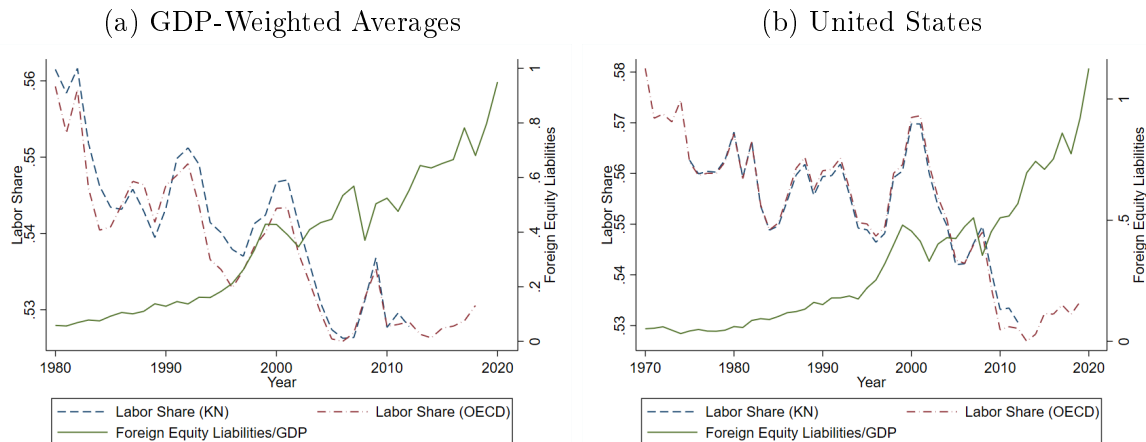 (a) GDP-Weighted Averages
Labor Share
.53 .54 .55 .56
Foreign Equity Liabilities
0 .2 .4 .6 .8 1
1980 1990 2000 2010 2020
Year
Labor Share (KN) Labor Share (OECD)
Foreign Equity Liabilities/GDP
(b) United States
Labor Share
.53 .54 .55 .56 .57 .58
Foreign Equity Liabilities
0 .5 1
1970 1980 1990 2000 2010 2020
Year
Labor Share (KN) Labor Share (OECD)
Foreign Equity Liabilities/GDP